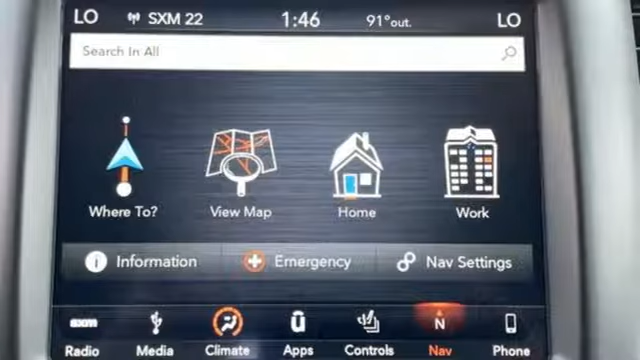 LO SXM 22 1:46 91°out. LO
Search In All
Where To? View Map Home Work
i Information Emergency Nav Settings
sxm ū N
Radio Media Climate Apps Controls Nav Phone